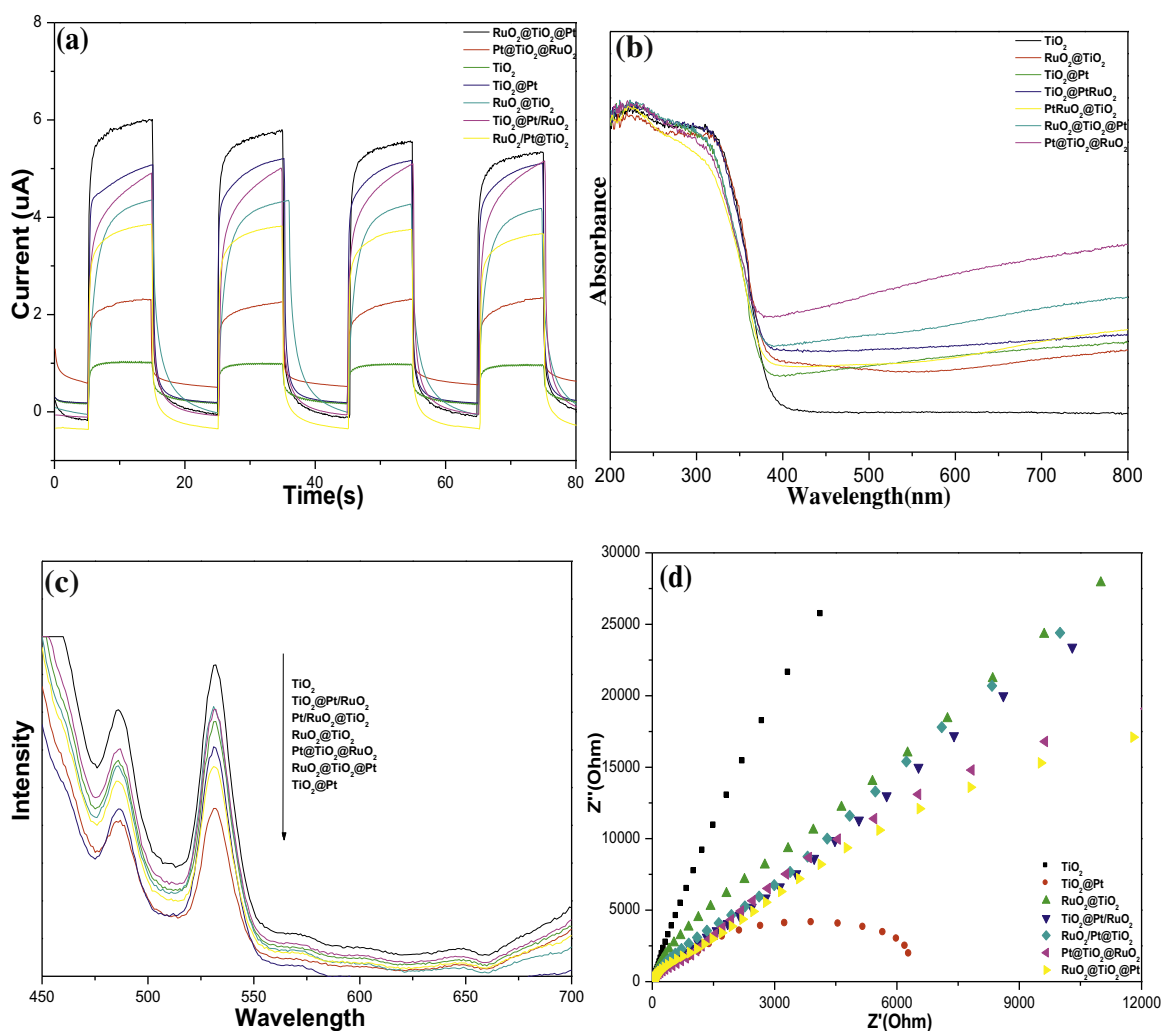 (a)
RuO₂@TiO₂@Pt
Pt@TiO₂@RuO₂
TiO₂
TiO₂@Pt
RuO₂@TiO₂
TiO₂@Pt/RuO₂
RuO₂/Pt@TiO₂
8
6
4
2
0
Current (uA)
0 20 40 60 80
Time(s)
(b)
TiO₂
RuO₂@TiO₂
TiO₂@Pt
TiO₂@PtRuO₂
PtRuO₂@TiO₂
RuO₂@TiO₂@Pt
Pt@TiO₂@RuO₂
Absorbance
200 300 400 500 600 700 800
Wavelength(nm)
(c)
TiO₂
TiO₂@Pt/RuO₂
Pt/RuO₂@TiO₂
RuO₂@TiO₂
Pt@TiO₂@RuO₂
RuO₂@TiO₂@Pt
TiO₂@Pt
Intensity
450 500 550 600 650 700
Wavelength
(d)
30000
25000
20000
15000
10000
5000
0
Z''(Ohm)
TiO₂
TiO₂@Pt
RuO₂@TiO₂
TiO₂@Pt/RuO₂
RuO₂/Pt@TiO₂
Pt@TiO₂@RuO₂
RuO₂@TiO₂@Pt
0 3000 6000 9000 12000
Z'(Ohm)